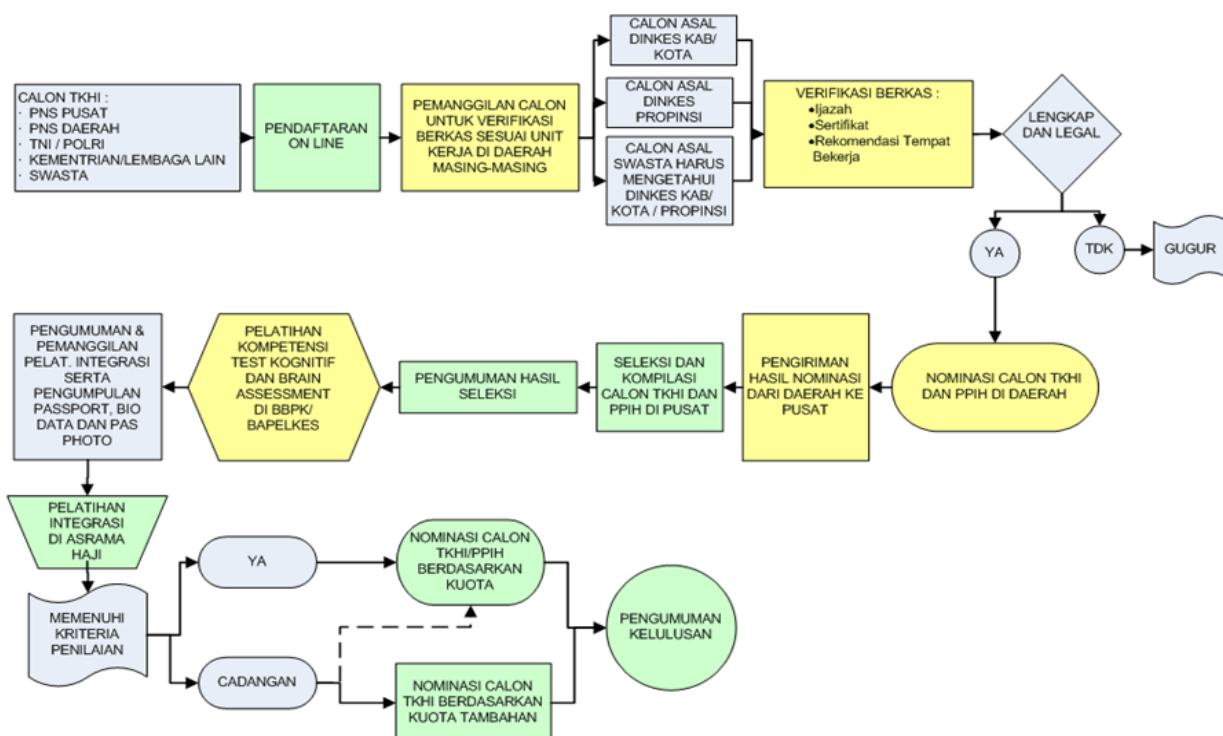 CALON TKHI :
· PNS PUSAT
· PNS DAERAH
· TNI / POLRI
· KEMENTRIAN/LEMBAGA LAIN
· SWASTA
PENDAFTARAN
ON LINE
PEMANGGILAN CALON
UNTUK VERIFIKASI
BERKAS SESUAI UNIT
KERJA DI DAERAH
MASING-MASING
CALON ASAL
DINKES KAB/
KOTA
CALON ASAL
DINKES
PROPINSI
CALON ASAL
SWASTA HARUS
MENGETAHUI
DINKES KAB/
KOTA / PROPINSI
VERIFIKASI BERKAS :
•Ijazah
•Sertifikat
•Rekomendasi Tempat
Bekerja
LENGKAP
DAN LEGAL
YA
TDK
GUGUR
PENGUMUMAN &
PEMANGGILAN
PELAT. INTEGRASI
SERTA
PENGUMPULAN
PASSPORT, BIO
DATA DAN PAS
PHOTO
PELATIHAN
KOMPETENSI
TEST KOGNITIF
DAN BRAIN
ASSESSMENT
DI BBPK/
BAPELKES
PENGUMUMAN HASIL
SELEKSI
SELEKSI DAN
KOMPILASI
CALON TKHI DAN
PPIH DI PUSAT
PENGIRIMAN
HASIL NOMINASI
DARI DAERAH KE
PUSAT
NOMINASI CALON TKHI
DAN PPIH DI DAERAH
PELATIHAN
INTEGRASI
DI ASRAMA
HAJI
MEMENUHI
KRITERIA
PENILAIAN
YA
CADANGAN
NOMINASI CALON
TKHI/PPIH
BERDASARKAN
KUOTA
NOMINASI CALON
TKHI BERDASARKAN
KUOTA TAMBAHAN
PENGUMUMAN
KELULUSAN